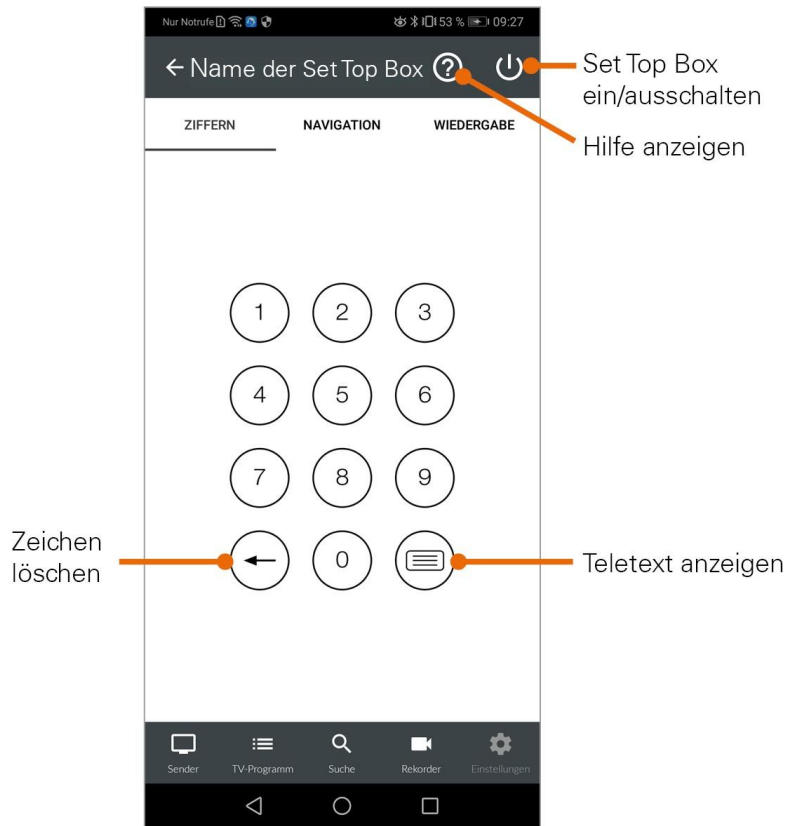 Nur Notrufe 53 % 09:27
← Name der Set Top Box ?
Set Top Box
ein/ausschalten
Hilfe anzeigen
ZIFFERN NAVIGATION WIEDERGABE
1 2 3
4 5 6
7 8 9
0
Zeichen
löschen
Teletext anzeigen
Sender TV-Programm Suche Rekorder Einstellungen